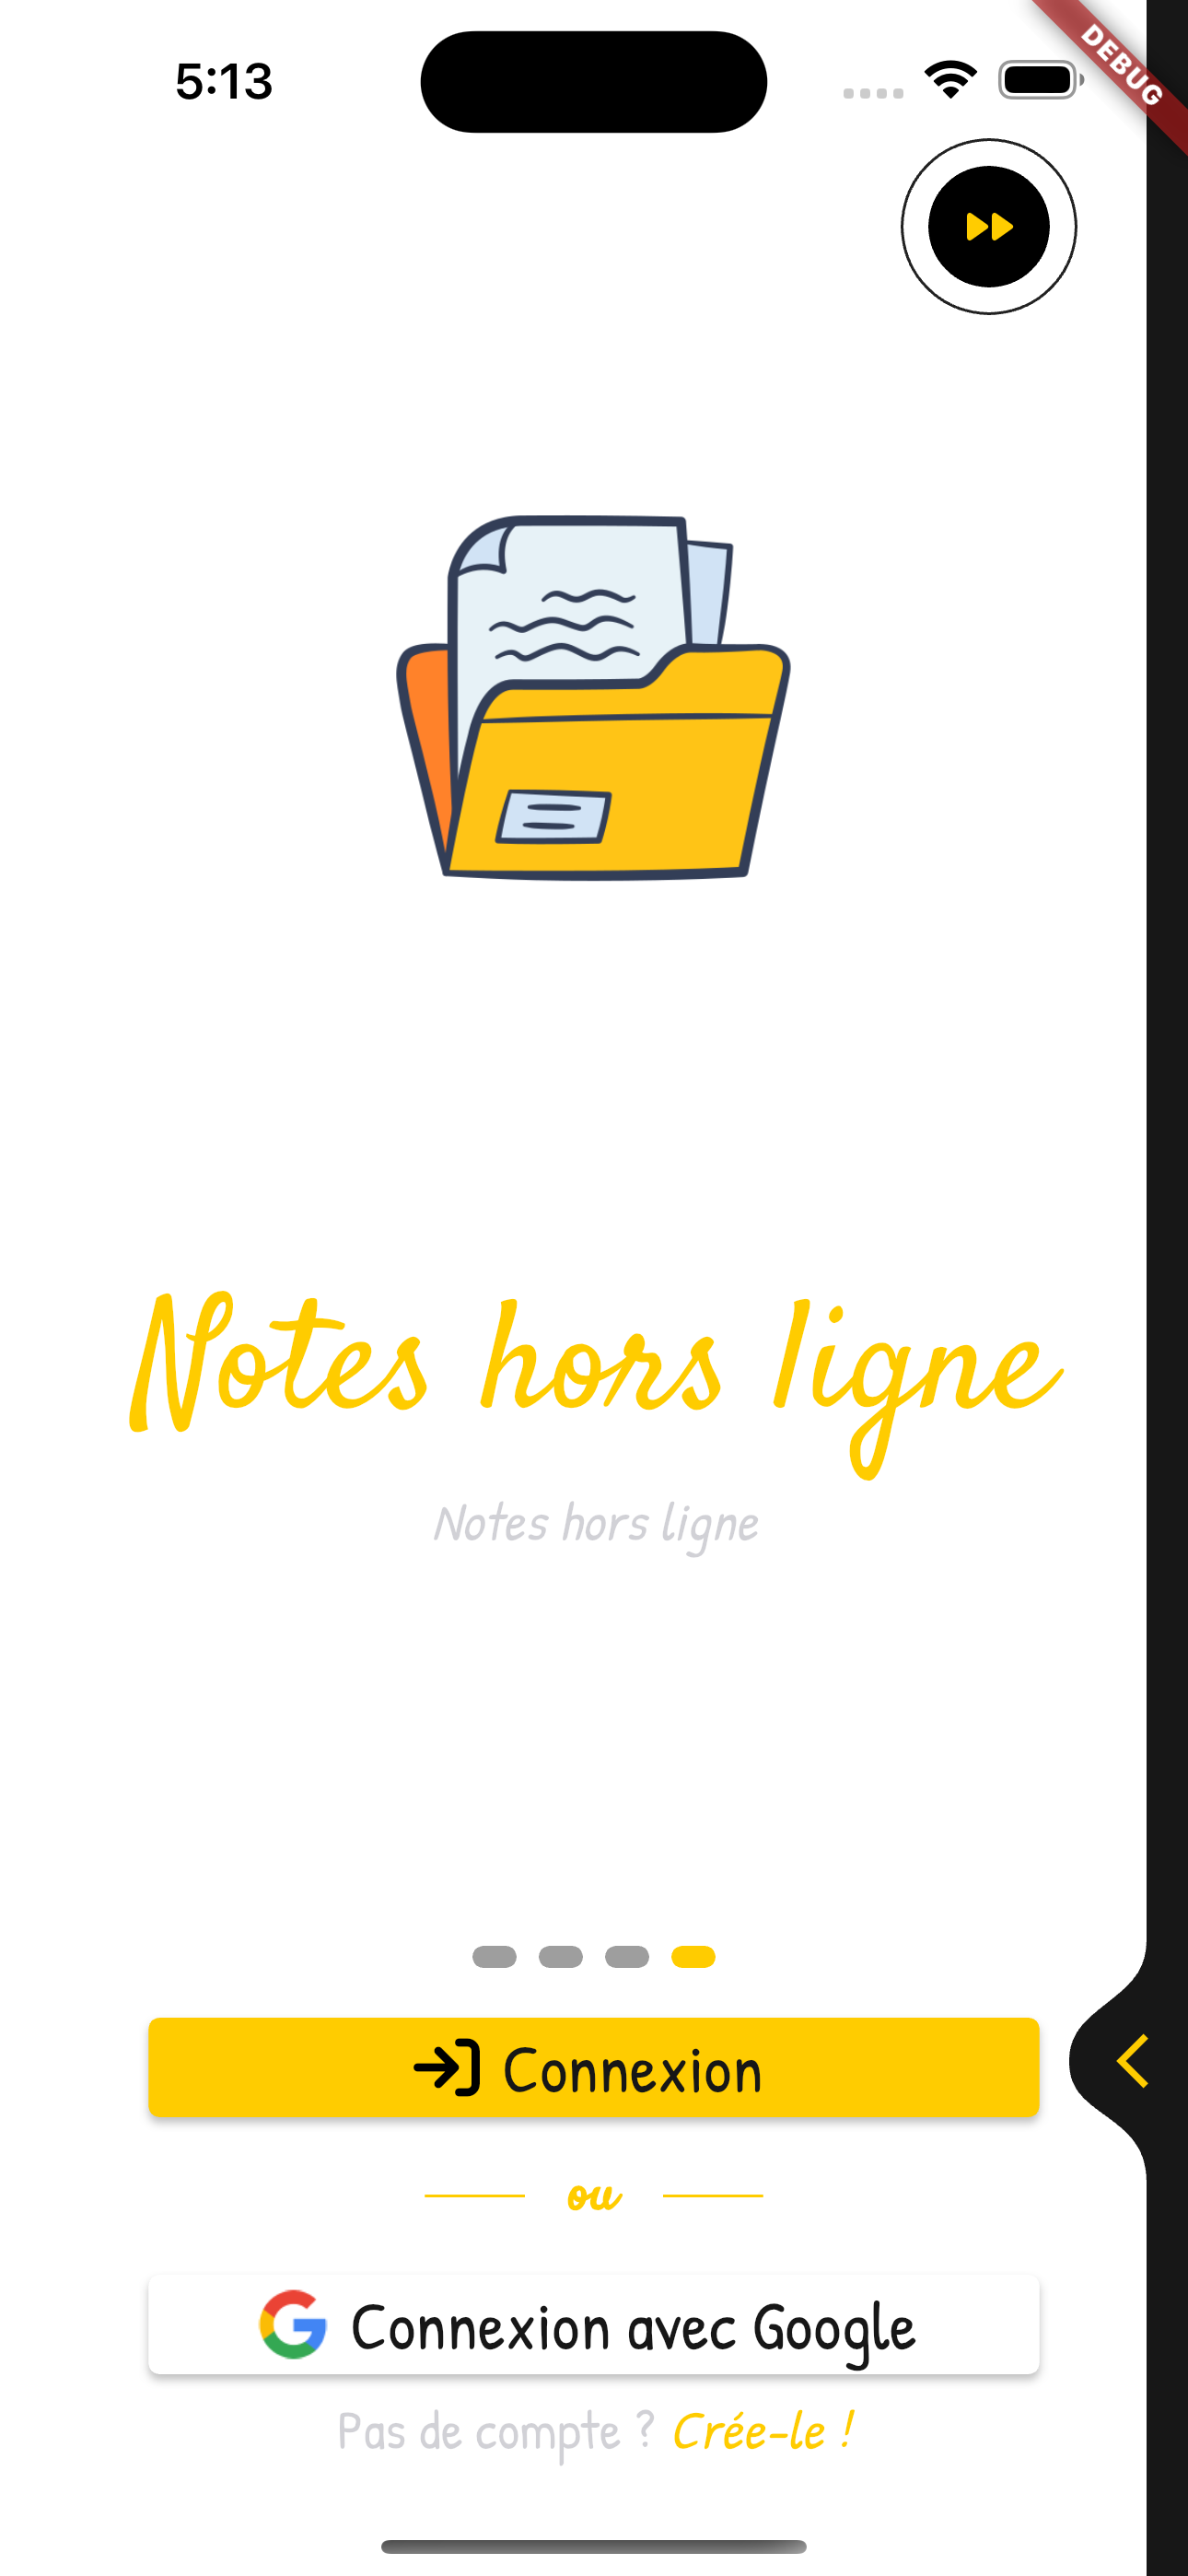 5:13
DEBUG
Notes hors ligne
Notes hors ligne
Connexion
ou
Connexion avec Google
Pas de compte ? Crée-le !